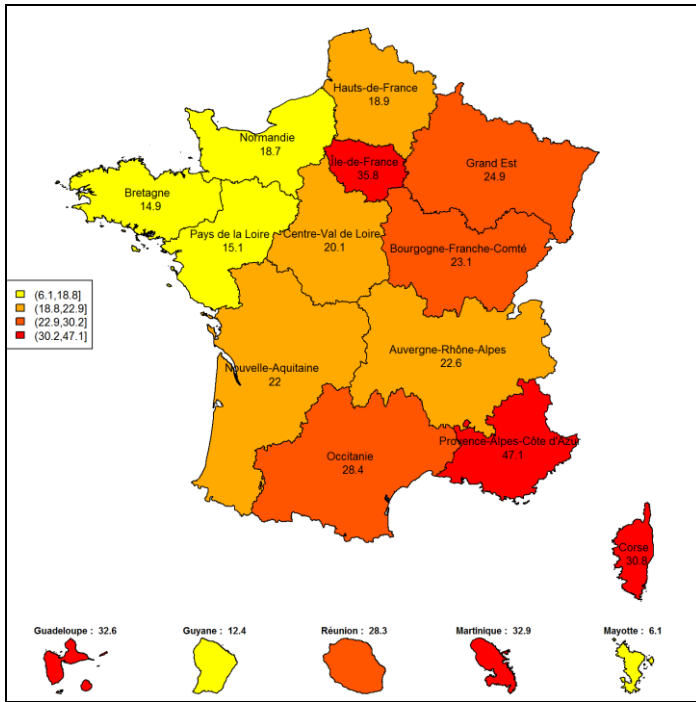 Hauts-de-France
18.9
Normandie
18.7
Île-de-France
35.8
Grand Est
24.9
Bretagne
14.9
Pays de la Loire
15.1
Centre-Val de Loire
20.1
Bourgogne-Franche-Comté
23.1
(6.1,18.8]
(18.8,22.9]
(22.9,30.2]
(30.2,47.1]
Nouvelle-Aquitaine
22
Auvergne-Rhône-Alpes
22.6
Occitanie
28.4
Provence-Alpes-Côte d'Azur
47.1
Corse
30.8
Guadeloupe : 32.6
Guyane : 12.4
Réunion : 28.3
Martinique : 32.9
Mayotte : 6.1